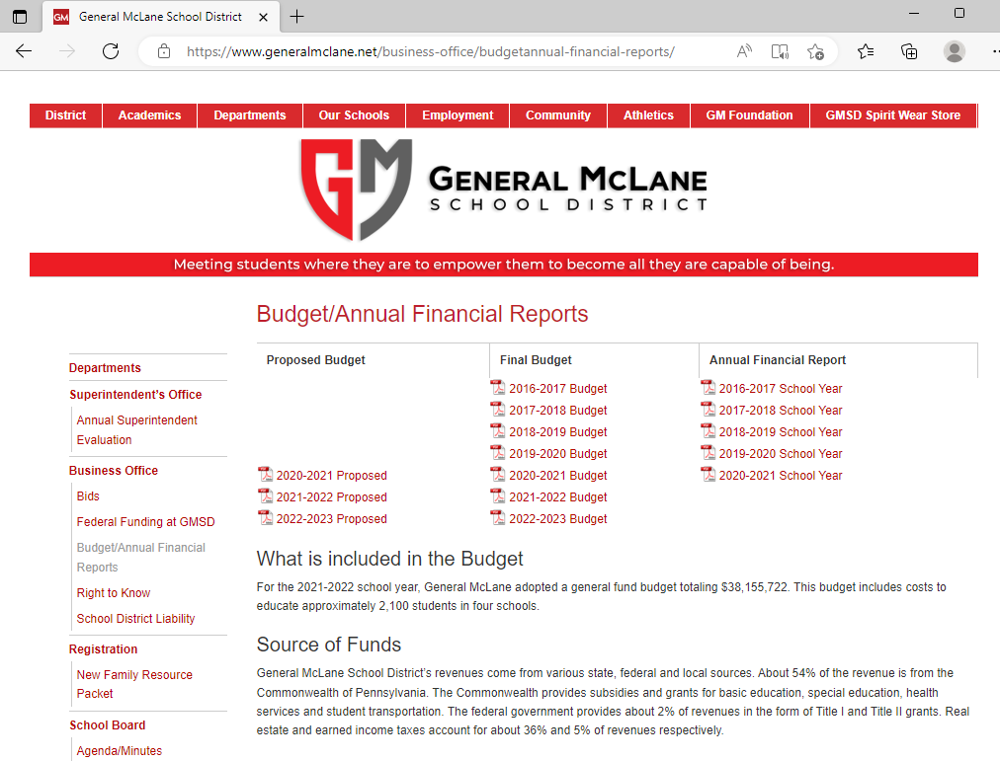 GM General McLane School District
https://www.generalmclane.net/business-office/budgetannual-financial-reports/
District Academics Departments Our Schools Employment Community Athletics GM Foundation GMSD Spirit Wear Store
GM
GENERAL MCLANE
SCHOOL DISTRICT
Meeting students where they are to empower them to become all they are capable of being.
Departments
Superintendent's Office
Annual Superintendent
Evaluation
Business Office
Bids
Federal Funding at GMSD
Budget/Annual Financial
Reports
Right to Know
School District Liability
Registration
New Family Resource
Packet
School Board
Agenda/Minutes
Budget/Annual Financial Reports
Proposed Budget Final Budget Annual Financial Report
2016-2017 Budget 2016-2017 School Year
2017-2018 Budget 2017-2018 School Year
2018-2019 Budget 2018-2019 School Year
2019-2020 Budget 2019-2020 School Year
2020-2021 Proposed 2020-2021 Budget 2020-2021 School Year
2021-2022 Proposed 2021-2022 Budget
2022-2023 Proposed 2022-2023 Budget
What is included in the Budget
For the 2021-2022 school year, General McLane adopted a general fund budget totaling $38,155,722. This budget includes costs to
educate approximately 2,100 students in four schools.
Source of Funds
General McLane School District's revenues come from various state, federal and local sources. About 54% of the revenue is from the
Commonwealth of Pennsylvania. The Commonwealth provides subsidies and grants for basic education, special education, health
services and student transportation. The federal government provides about 2% of revenues in the form of Title I and Title II grants. Real
estate and earned income taxes account for about 36% and 5% of revenues respectively.